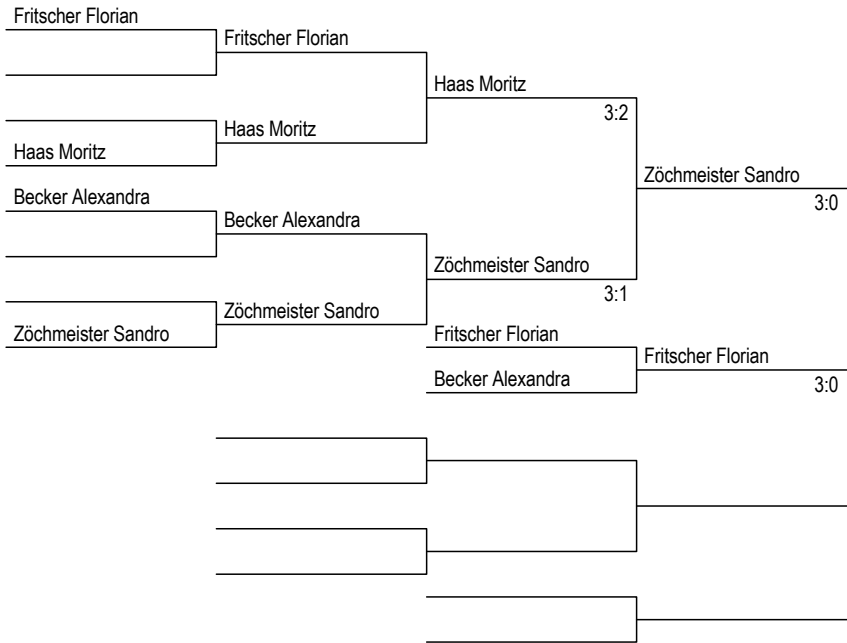 Fritscher Florian
Fritscher Florian
Haas Moritz
3:2
Haas Moritz
Haas Moritz
Zöchmeister Sandro
3:0
Becker Alexandra
Becker Alexandra
Zöchmeister Sandro
3:1
Zöchmeister Sandro
Zöchmeister Sandro
Fritscher Florian
Fritscher Florian
3:0
Becker Alexandra